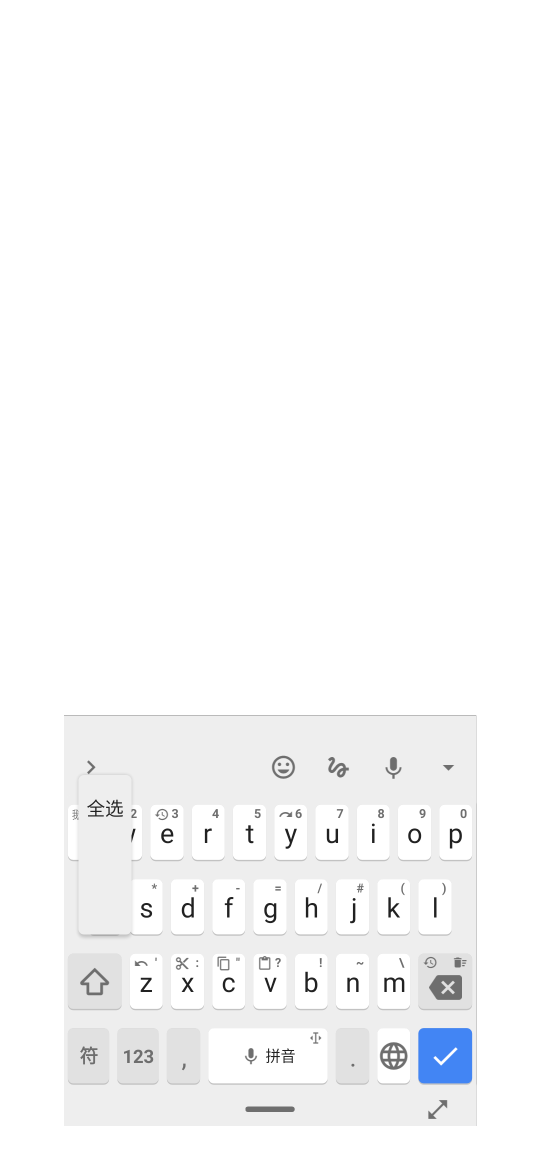 全选
2 e 3 r 4 t 5 y 6 u 7 i 8 o 9 p 0
s * d + f - g = h / j # k ( l )
z ' x : c " v ? b ! n ~ m \
符 123 , 拼音 .